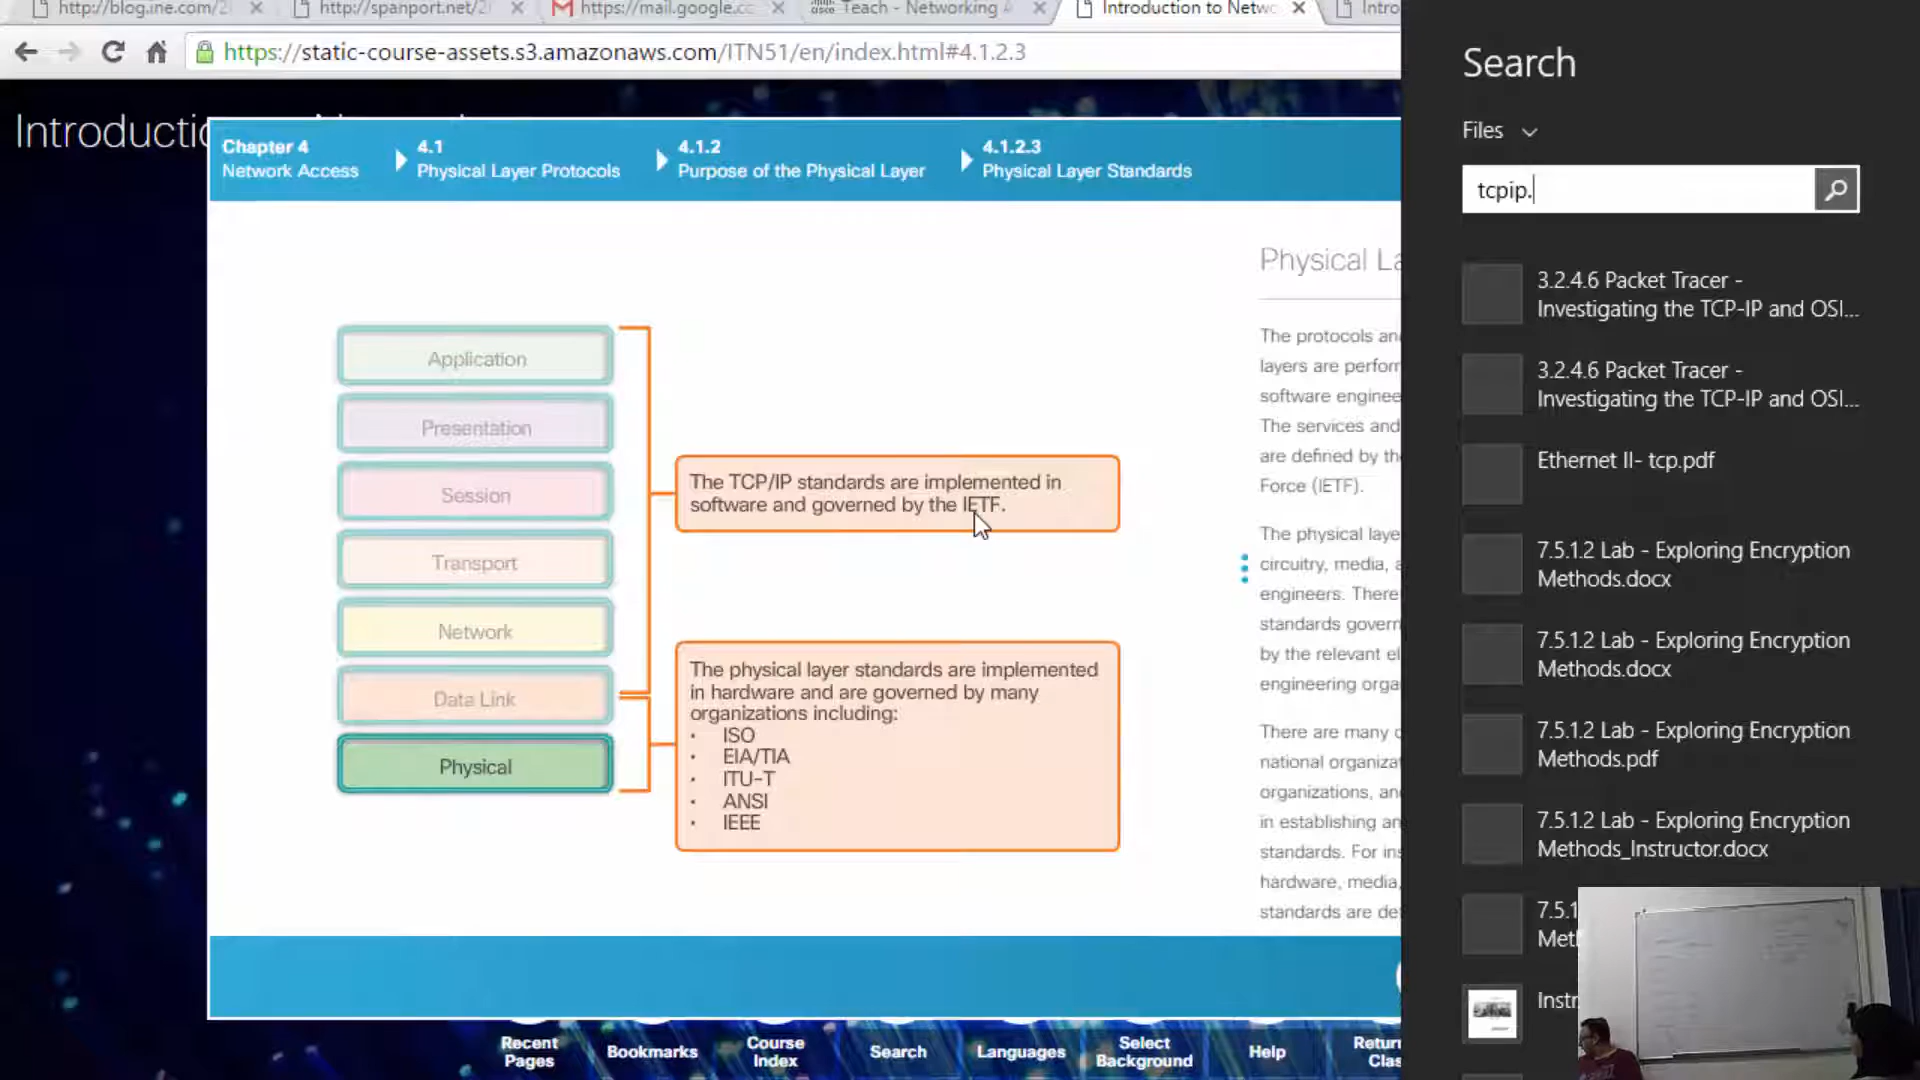 http://blog.ine.com/2
http://spanport.net/2
https://mail.google.cc
Teach - Networking A
Introduction to Netwo
Intro
https://static-course-assets.s3.amazonaws.com/ITN51/en/index.html#4.1.2.3
Introductio
Chapter 4
Network Access
4.1
Physical Layer Protocols
4.1.2
Purpose of the Physical Layer
4.1.2.3
Physical Layer Standards
Application
Presentation
Session
Transport
Network
Data Link
Physical
The TCP/IP standards are implemented in
software and governed by the IETF.
The physical layer standards are implemented
in hardware and are governed by many
organizations including:
• ISO
• EIA/TIA
• ITU-T
• ANSI
• IEEE
Physical La
The protocols an
layers are perforr
software enginee
The services and
are defined by the
Force (IETF).
The physical laye
circuitry, media, a
engineers. There
standards govern
by the relevant el
engineering orga
There are many c
national organizat
organizations, an
in establishing an
standards. For ins
hardware, media,
standards are det
Recent
Pages
Bookmarks
Course
Index
Search
Languages
Select
Background
Help
Return
Clas
Search
Files
tcpip.
3.2.4.6 Packet Tracer -
Investigating the TCP-IP and OSI...
3.2.4.6 Packet Tracer -
Investigating the TCP-IP and OSI...
Ethernet II- tcp.pdf
7.5.1.2 Lab - Exploring Encryption
Methods.docx
7.5.1.2 Lab - Exploring Encryption
Methods.docx
7.5.1.2 Lab - Exploring Encryption
Methods.pdf
7.5.1.2 Lab - Exploring Encryption
Methods_Instructor.docx
7.5.1
Met
Instr